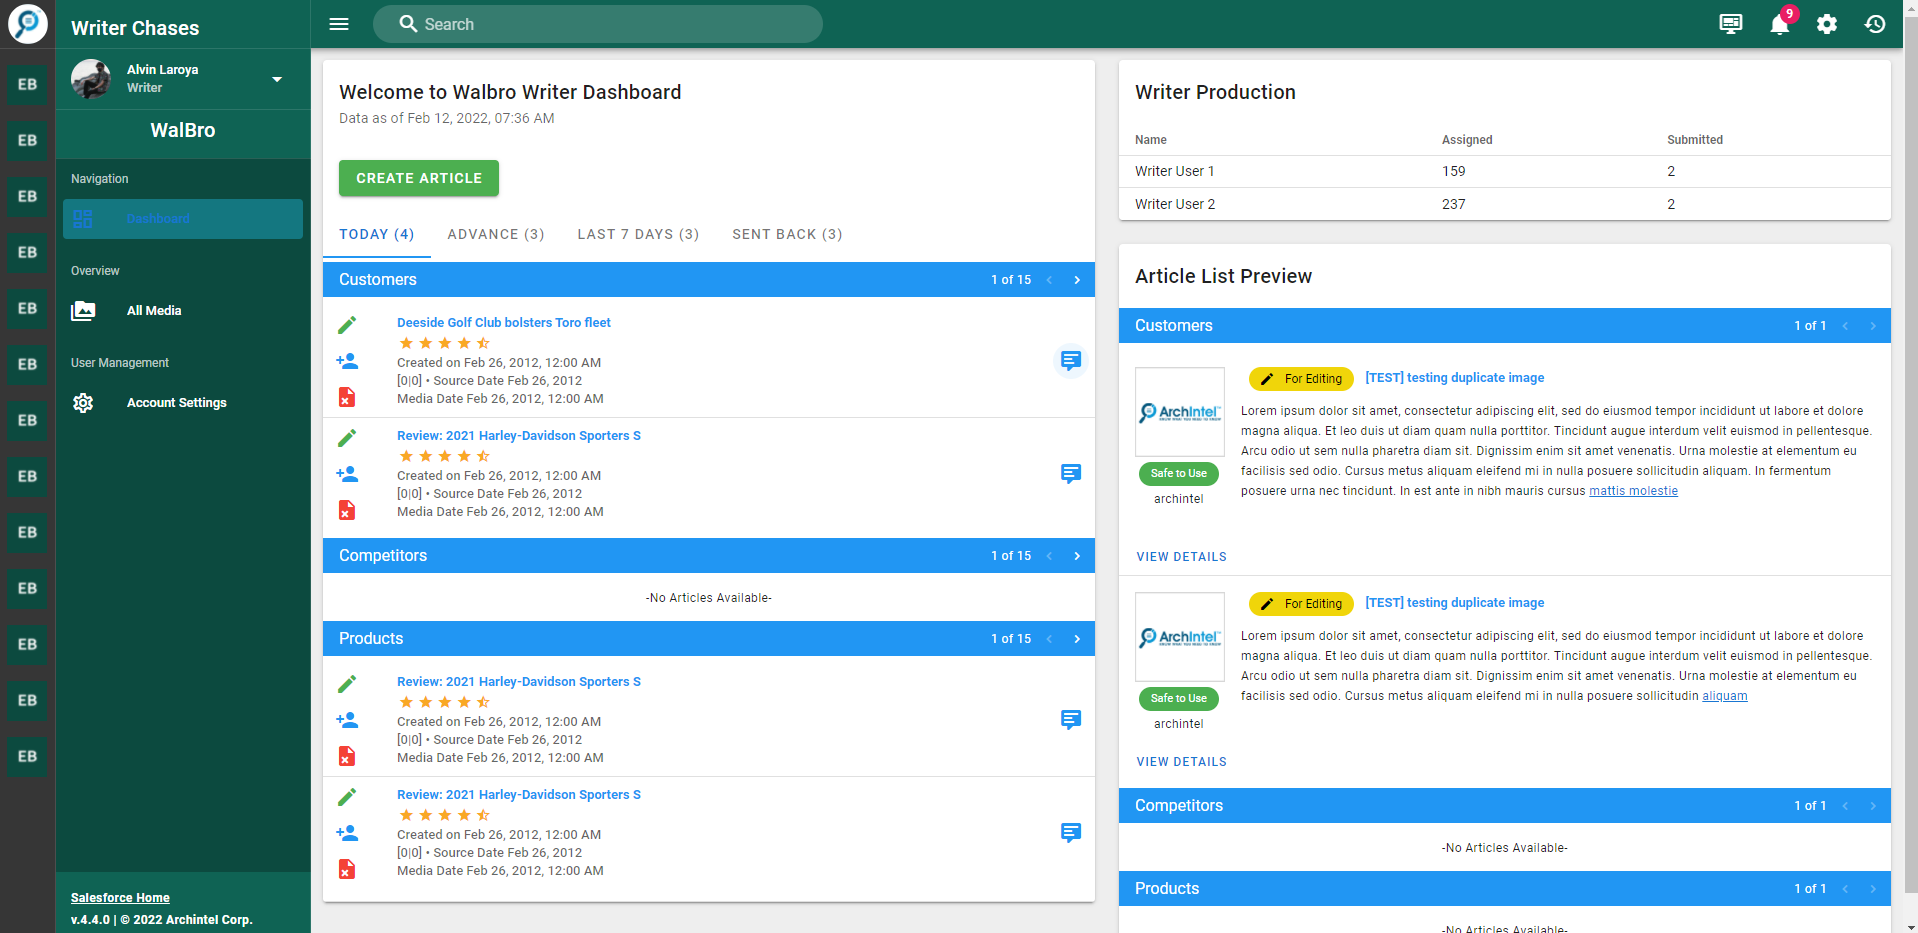 Writer Chases
Search
9
EB
EB
EB
EB
EB
EB
EB
EB
EB
EB
EB
EB
EB
Alvin Laroya
Writer
WalBro
Navigation
Dashboard
Overview
All Media
User Management
Account Settings
Salesforce Home
v.4.4.0 | © 2022 Archintel Corp.
Welcome to Walbro Writer Dashboard
Data as of Feb 12, 2022, 07:36 AM
CREATE ARTICLE
TODAY (4) ADVANCE (3) LAST 7 DAYS (3) SENT BACK (3)
Customers 1 of 15
Deeside Golf Club bolsters Toro fleet
Created on Feb 26, 2012, 12:00 AM
[0|0] • Source Date Feb 26, 2012
Media Date Feb 26, 2012, 12:00 AM
Review: 2021 Harley-Davidson Sporters S
Created on Feb 26, 2012, 12:00 AM
[0|0] • Source Date Feb 26, 2012
Media Date Feb 26, 2012, 12:00 AM
Competitors 1 of 15
-No Articles Available-
Products 1 of 15
Review: 2021 Harley-Davidson Sporters S
Created on Feb 26, 2012, 12:00 AM
[0|0] • Source Date Feb 26, 2012
Media Date Feb 26, 2012, 12:00 AM
Review: 2021 Harley-Davidson Sporters S
Created on Feb 26, 2012, 12:00 AM
[0|0] • Source Date Feb 26, 2012
Media Date Feb 26, 2012, 12:00 AM
Writer Production
Name Assigned Submitted
Writer User 1 159 2
Writer User 2 237 2
Article List Preview
Customers 1 of 1
ArchIntel™
KNOW WHAT YOU NEED TO KNOW
Safe to Use
archintel
For Editing [TEST] testing duplicate image
Lorem ipsum dolor sit amet, consectetur adipiscing elit, sed do eiusmod tempor incididunt ut labore et dolore
magna aliqua. Et leo duis ut diam quam nulla porttitor. Tincidunt augue interdum velit euismod in pellentesque.
Arcu odio ut sem nulla pharetra diam sit. Dignissim enim sit amet venenatis. Urna molestie at elementum eu
facilisis sed odio. Cursus metus aliquam eleifend mi in nulla posuere sollicitudin aliquam. In fermentum
posuere urna nec tincidunt. In est ante in nibh mauris cursus mattis molestie
VIEW DETAILS
ArchIntel™
KNOW WHAT YOU NEED TO KNOW
Safe to Use
archintel
For Editing [TEST] testing duplicate image
Lorem ipsum dolor sit amet, consectetur adipiscing elit, sed do eiusmod tempor incididunt ut labore et dolore
magna aliqua. Et leo duis ut diam quam nulla porttitor. Tincidunt augue interdum velit euismod in pellentesque.
Arcu odio ut sem nulla pharetra diam sit. Dignissim enim sit amet venenatis. Urna molestie at elementum eu
facilisis sed odio. Cursus metus aliquam eleifend mi in nulla posuere sollicitudin aliquam
VIEW DETAILS
Competitors 1 of 1
-No Articles Available-
Products 1 of 1
-No Articles Available-